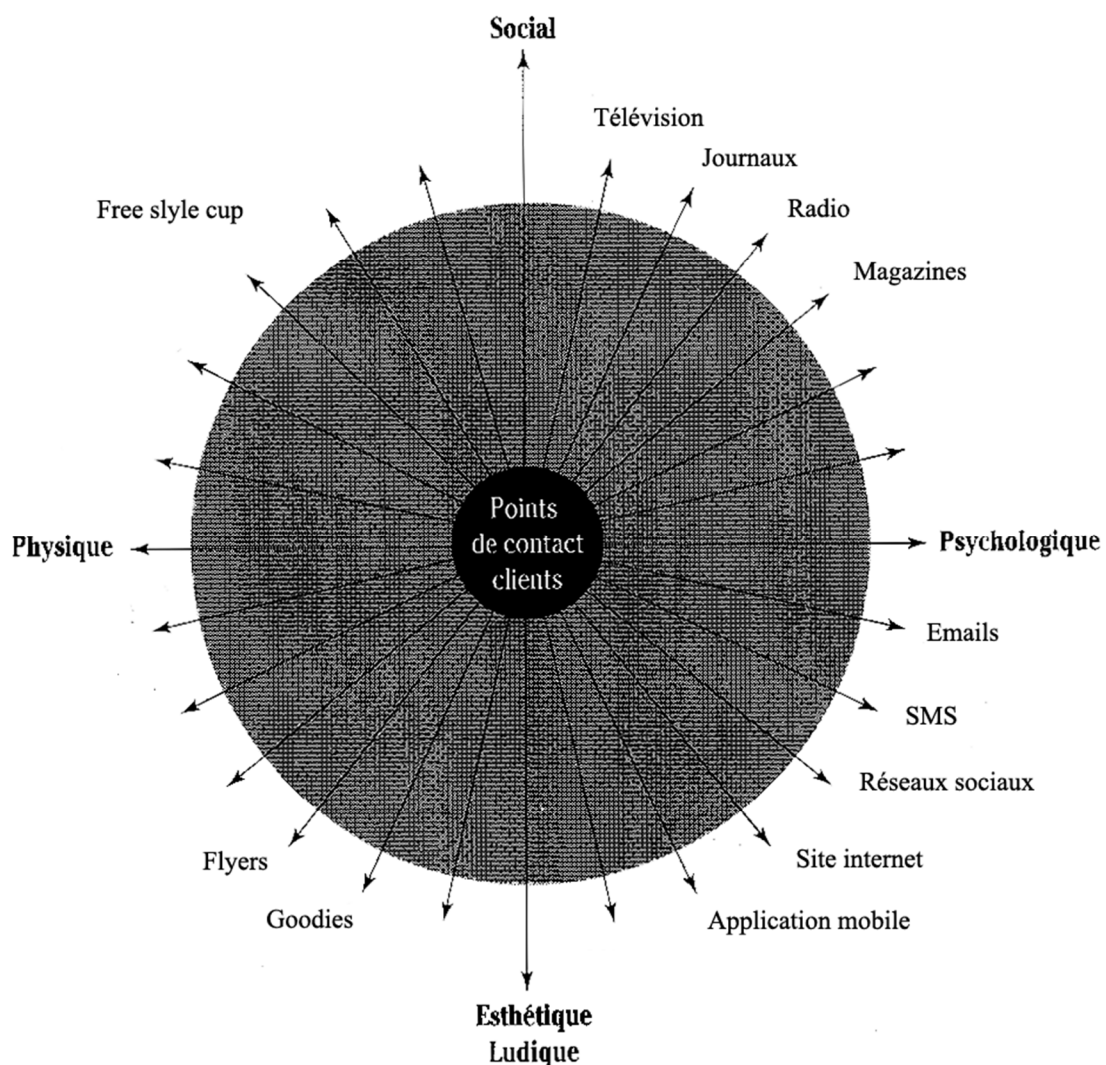 Social
Télévision
Journaux
Free slyle cup
Radio
Magazines
Points
de contact
clients
Physique
Psychologique
Emails
SMS
Réseaux sociaux
Flyers
Site internet
Goodies
Application mobile
Esthétique
Ludique